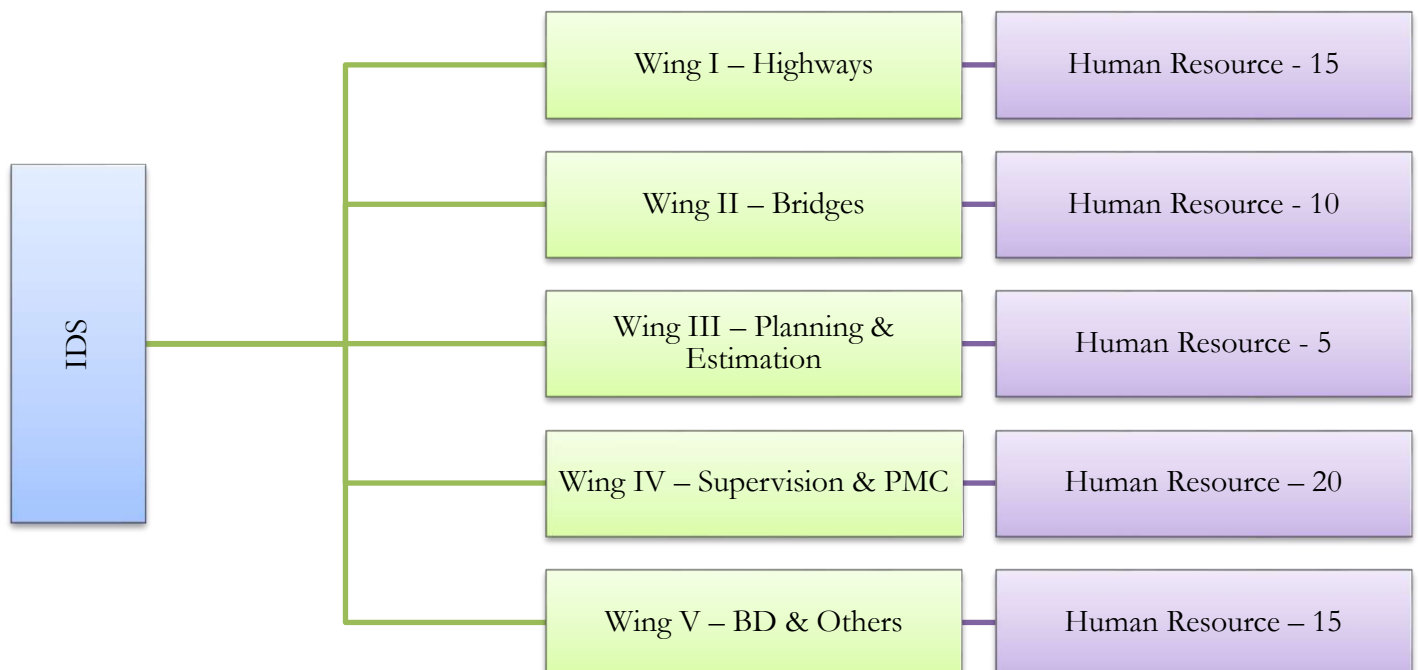 IDS
Wing I – Highways
Human Resource - 15
Wing II – Bridges
Human Resource - 10
Wing III – Planning &
Estimation
Human Resource - 5
Wing IV – Supervision & PMC
Human Resource – 20
Wing V – BD & Others
Human Resource – 15